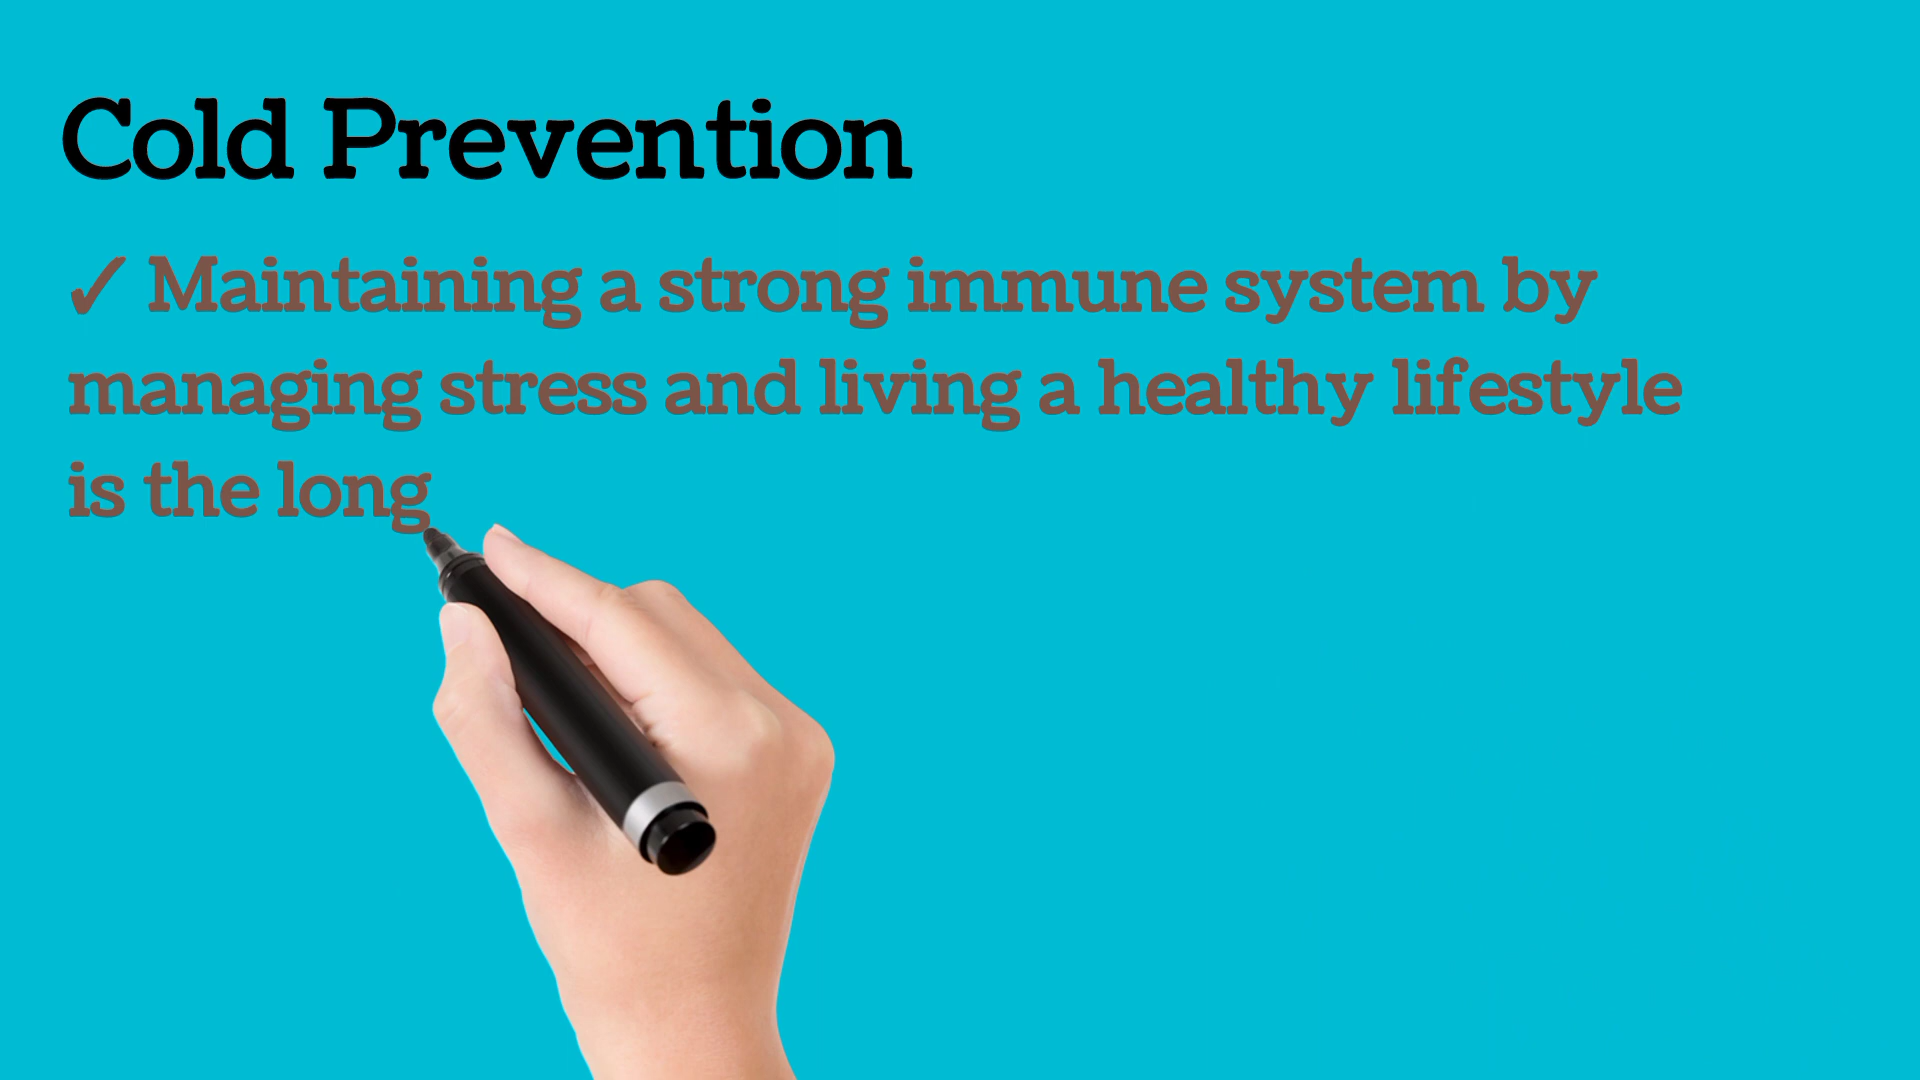 Cold Prevention
✓ Maintaining a strong immune system by
managing stress and living a healthy lifestyle
is the long